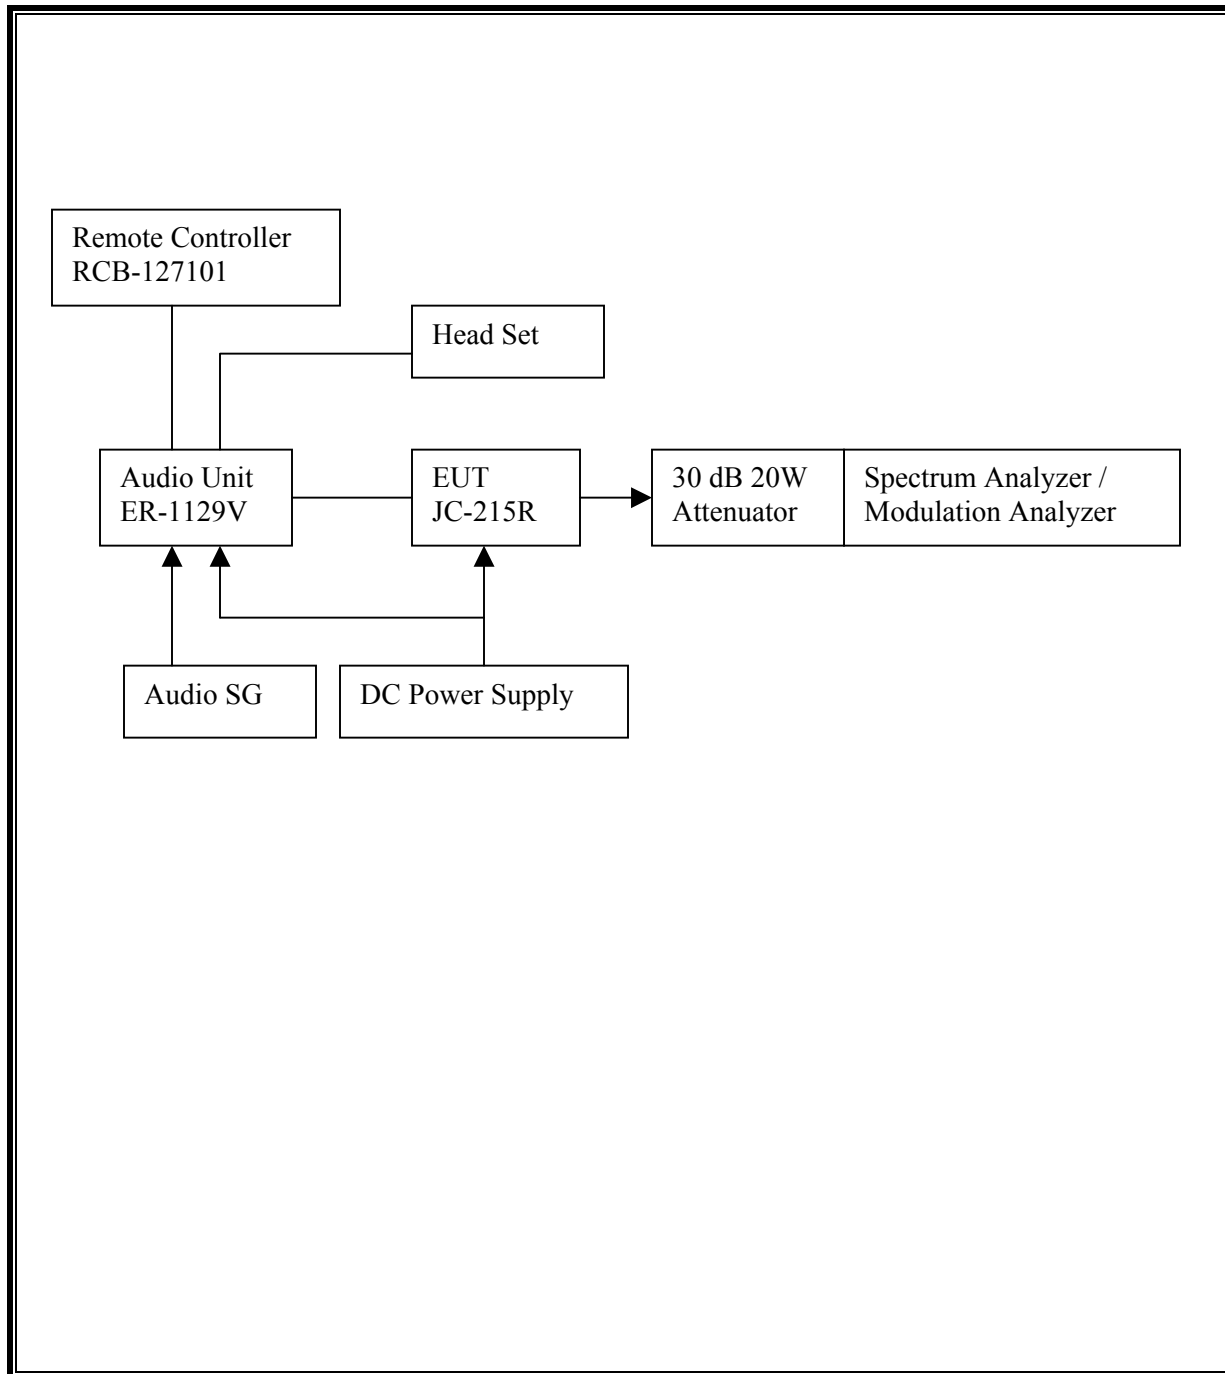 Remote Controller
RCB-127101
Head Set
Audio Unit
ER-1129V
EUT
JC-215R
30 dB 20W
Attenuator
Spectrum Analyzer /
Modulation Analyzer
Audio SG
DC Power Supply